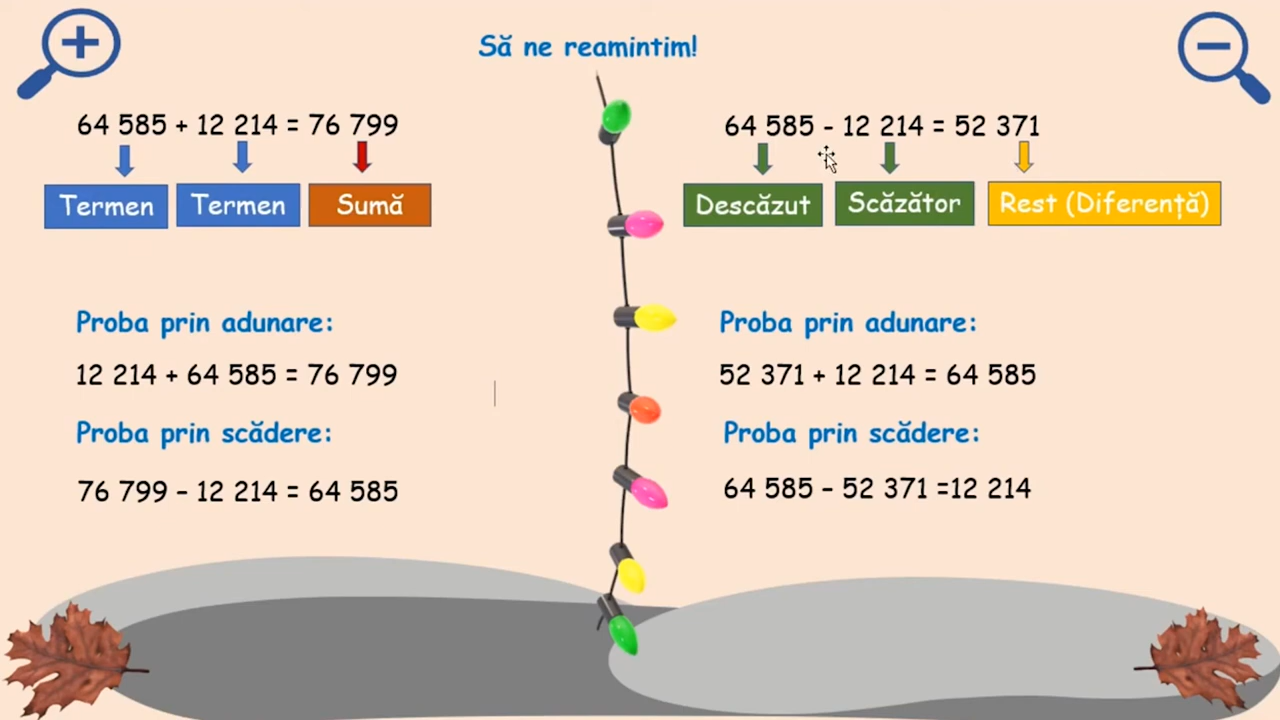 Să ne reamintim!
64 585 + 12 214 = 76 799
Termen Termen Sumă
Proba prin adunare:
12 214 + 64 585 = 76 799
Proba prin scădere:
76 799 – 12 214 = 64 585
64 585 - 12 214 = 52 371
Descăzut Scăzător Rest (Diferență)
Proba prin adunare:
52 371 + 12 214 = 64 585
Proba prin scădere:
64 585 – 52 371 =12 214